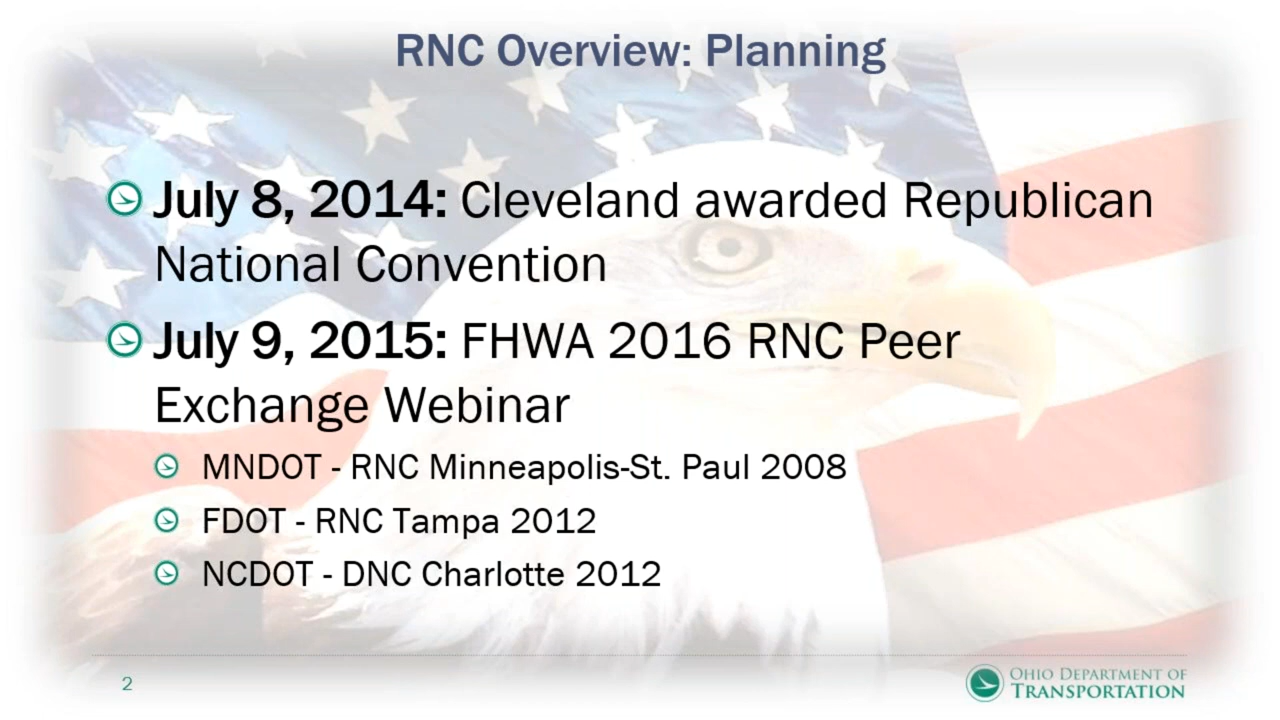 RNC Overview: Planning
July 8, 2014: Cleveland awarded Republican
National Convention
July 9, 2015: FHWA 2016 RNC Peer
Exchange Webinar
MNDOT - RNC Minneapolis-St. Paul 2008
FDOT - RNC Tampa 2012
NCDOT - DNC Charlotte 2012
2
OHIO DEPARTMENT OF
TRANSPORTATION